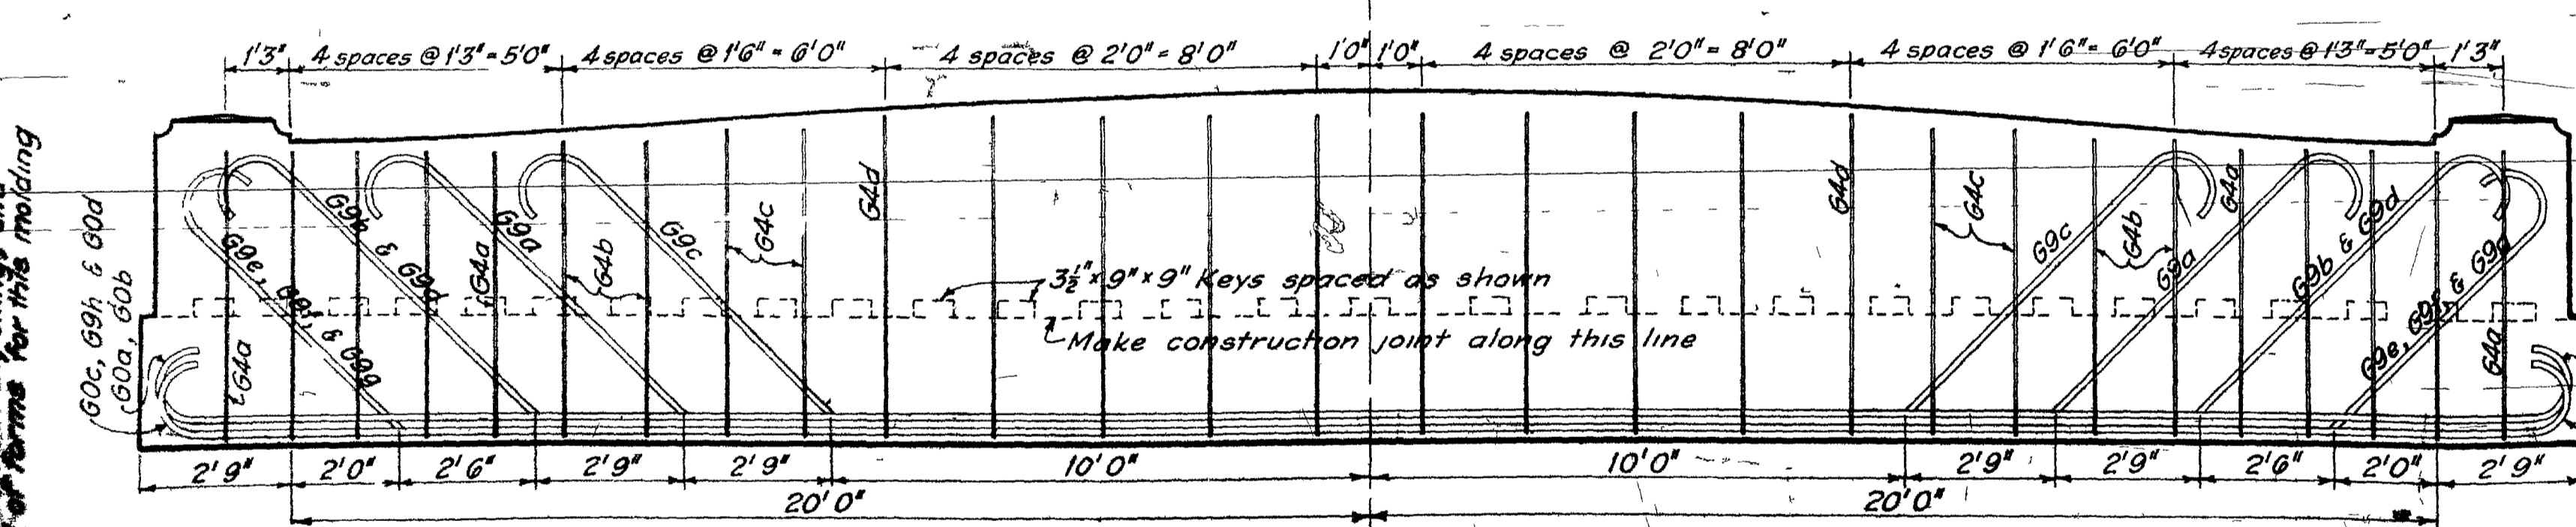 1'3" 4 spaces @ 1'3" = 5'0" 4 spaces @ 1'6" = 6'0" 4 spaces @ 2'0" = 8'0" 1'0" 1'0" 4 spaces @ 2'0" = 8'0" 4 spaces @ 1'6" = 6'0" 4 spaces @ 1'3" = 5'0" 1'3"
of forms for this molding
G0c, G9h & G0d
G0a, G0b
G4a
G9e, G9f, & G9g
G9b & G9d
G4a
G9a
G4b
G9c
G4c
G4d
3½" x 9" x 9" Keys spaced as shown
Make construction joint along this line
G4d
G4c
G9c
G4b
G9a
G4a
G9b & G9d
G9e, G9f, & G9g
G4a
2'9" 2'0" 2'6" 2'9" 2'9" 10'0" 10'0" 2'9" 2'9" 2'6" 2'0" 2'9"
20'0" 20'0"